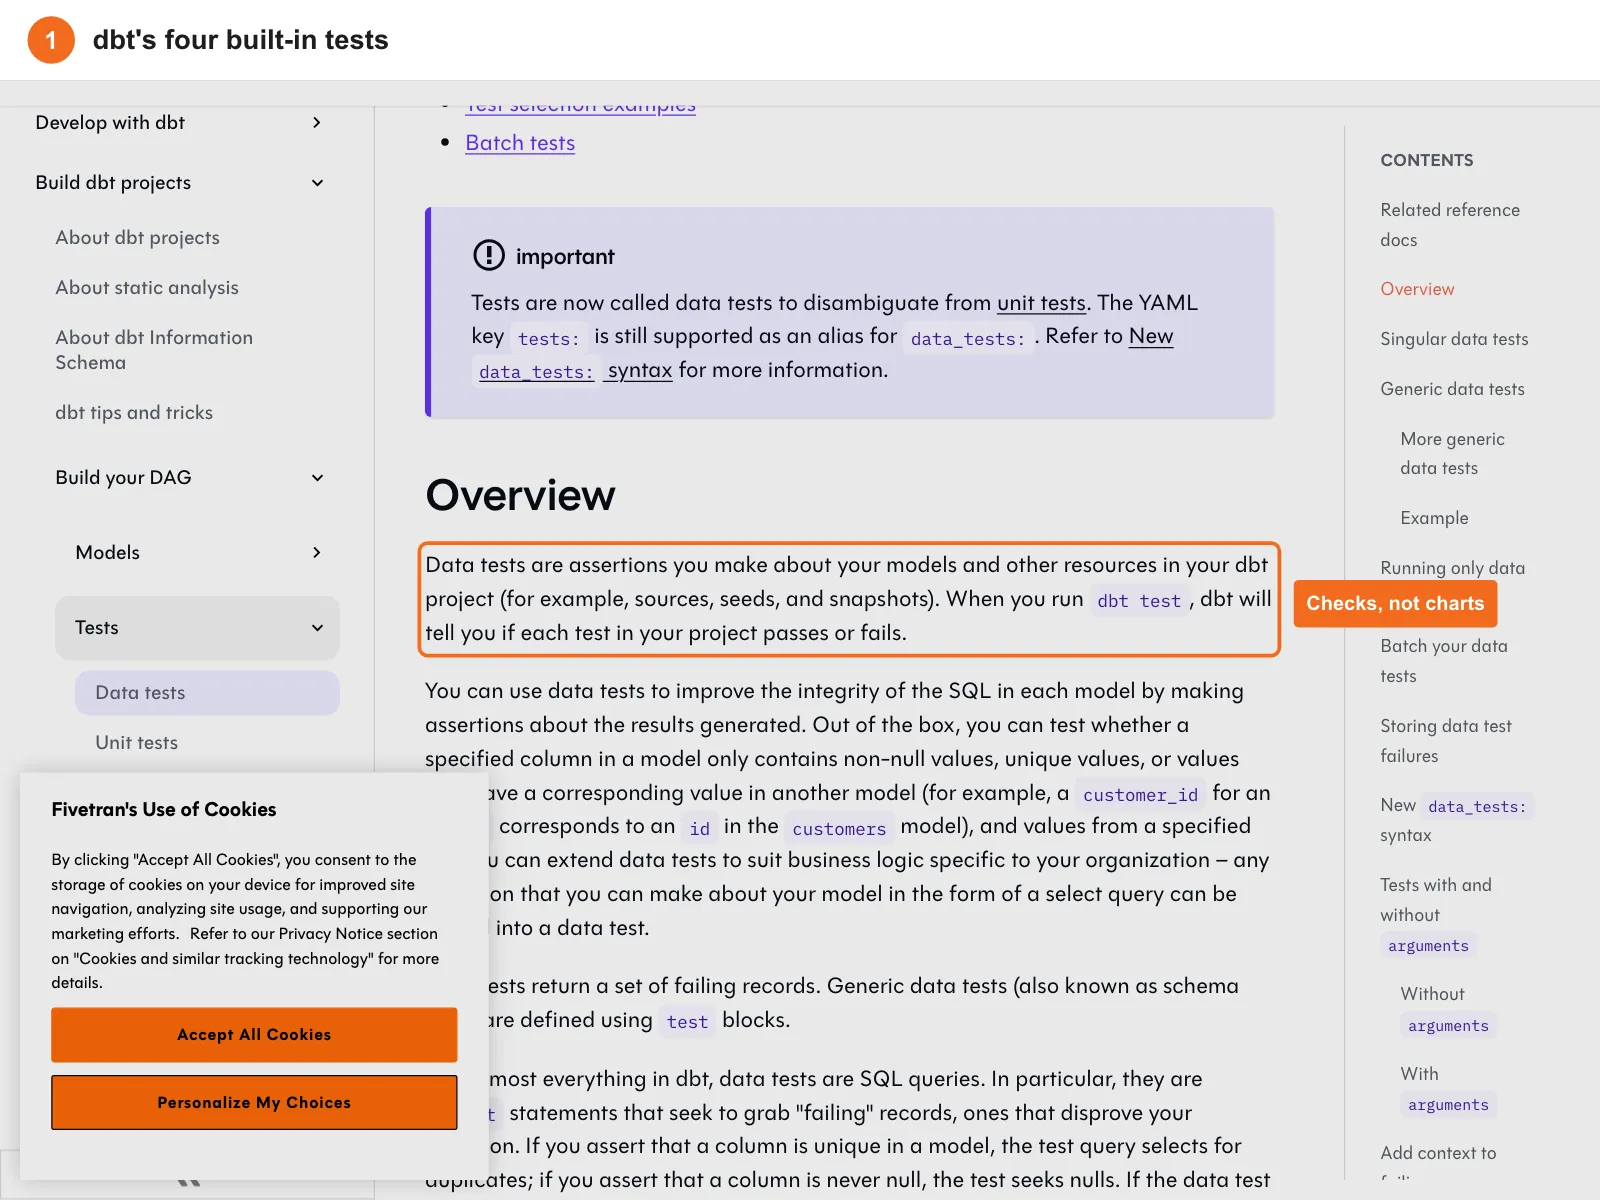 1 dbt's four built-in tests
Develop with dbt
Build dbt projects
About dbt projects
About static analysis
About dbt Information
Schema
dbt tips and tricks
Build your DAG
Models
Tests
Data tests
Unit tests
Test selection examples
Batch tests
important
Tests are now called data tests to disambiguate from unit tests. The YAML
key tests: is still supported as an alias for data_tests: . Refer to New
data_tests: syntax for more information.
Overview
Data tests are assertions you make about your models and other resources in your dbt
project (for example, sources, seeds, and snapshots). When you run dbt test , dbt will
tell you if each test in your project passes or fails.
Checks, not charts
You can use data tests to improve the integrity of the SQL in each model by making
assertions about the results generated. Out of the box, you can test whether a
specified column in a model only contains non-null values, unique values, or values
ave a corresponding value in another model (for example, a customer_id for an
corresponds to an id in the customers model), and values from a specified
u can extend data tests to suit business logic specific to your organization – any
on that you can make about your model in the form of a select query can be
into a data test.
ests return a set of failing records. Generic data tests (also known as schema
are defined using test blocks.
most everything in dbt, data tests are SQL queries. In particular, they are
t statements that seek to grab "failing" records, ones that disprove your
on. If you assert that a column is unique in a model, the test query selects for
duplicates; if you assert that a column is never null, the test seeks nulls. If the data test
Fivetran's Use of Cookies
By clicking "Accept All Cookies", you consent to the
storage of cookies on your device for improved site
navigation, analyzing site usage, and supporting our
marketing efforts. Refer to our Privacy Notice section
on "Cookies and similar tracking technology" for more
details.
Accept All Cookies
Personalize My Choices
CONTENTS
Related reference
docs
Overview
Singular data tests
Generic data tests
More generic
data tests
Example
Running only data
Batch your data
tests
Storing data test
failures
New data_tests:
syntax
Tests with and
without
arguments
Without
arguments
With
arguments
Add context to